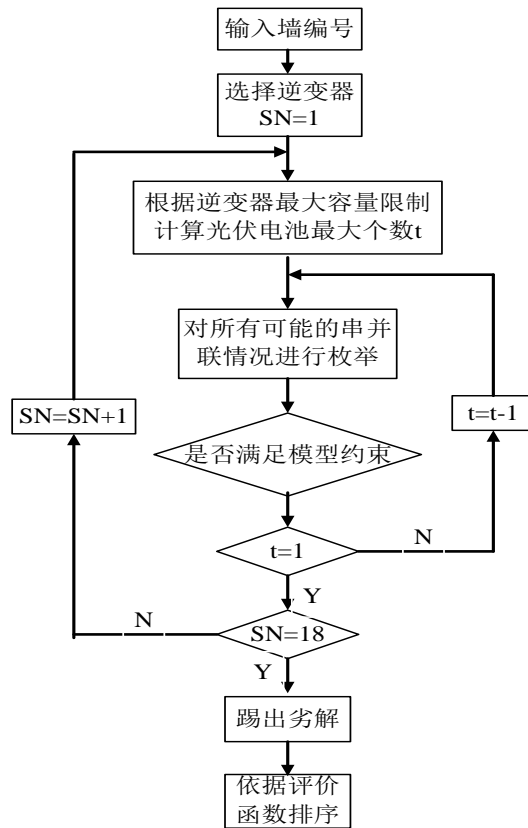 输入墙编号
选择逆变器
SN=1
根据逆变器最大容量限制
计算光伏电池最大个数t
对所有可能的串并
联情况进行枚举
SN=SN+1
t=t-1
是否满足模型约束
N
t=1
Y
N
SN=18
Y
踢出劣解
依据评价
函数排序